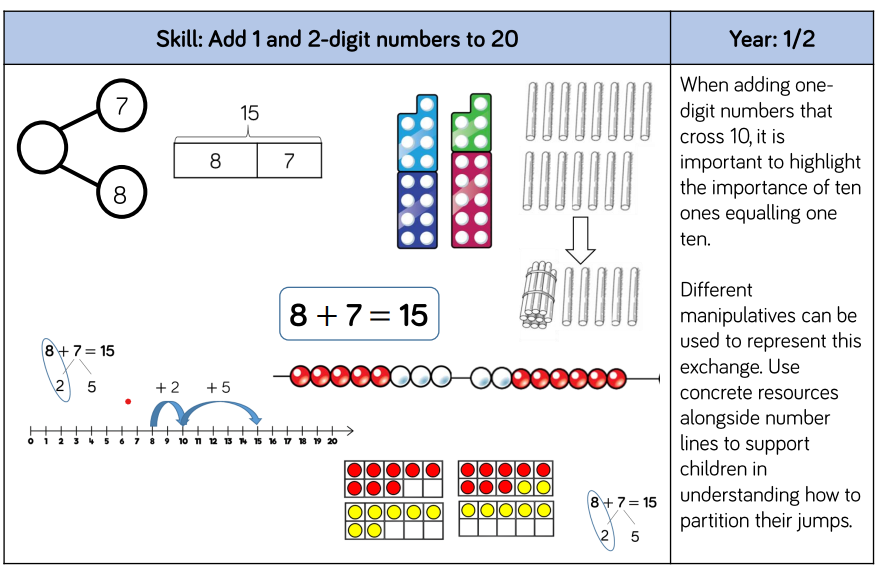 Skill: Add 1 and 2-digit numbers to 20
Year: 1/2
7
8
15
8 7
When adding one-
digit numbers that
cross 10, it is
important to highlight
the importance of ten
ones equalling one
ten.
Different
manipulatives can be
used to represent this
exchange. Use
concrete resources
alongside number
lines to support
children in
understanding how to
partition their jumps.
8 + 7 = 15
8 + 7 = 15
2 5
+ 2 + 5
0 1 2 3 4 5 6 7 8 9 10 11 12 13 14 15 16 17 18 19 20
8 + 7 = 15
2 5